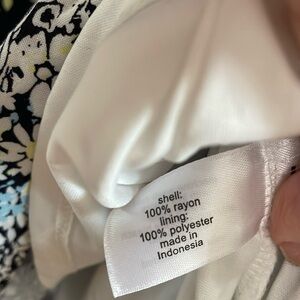 shell:
100% rayon
lining:
100% polyester
made in
Indonesia